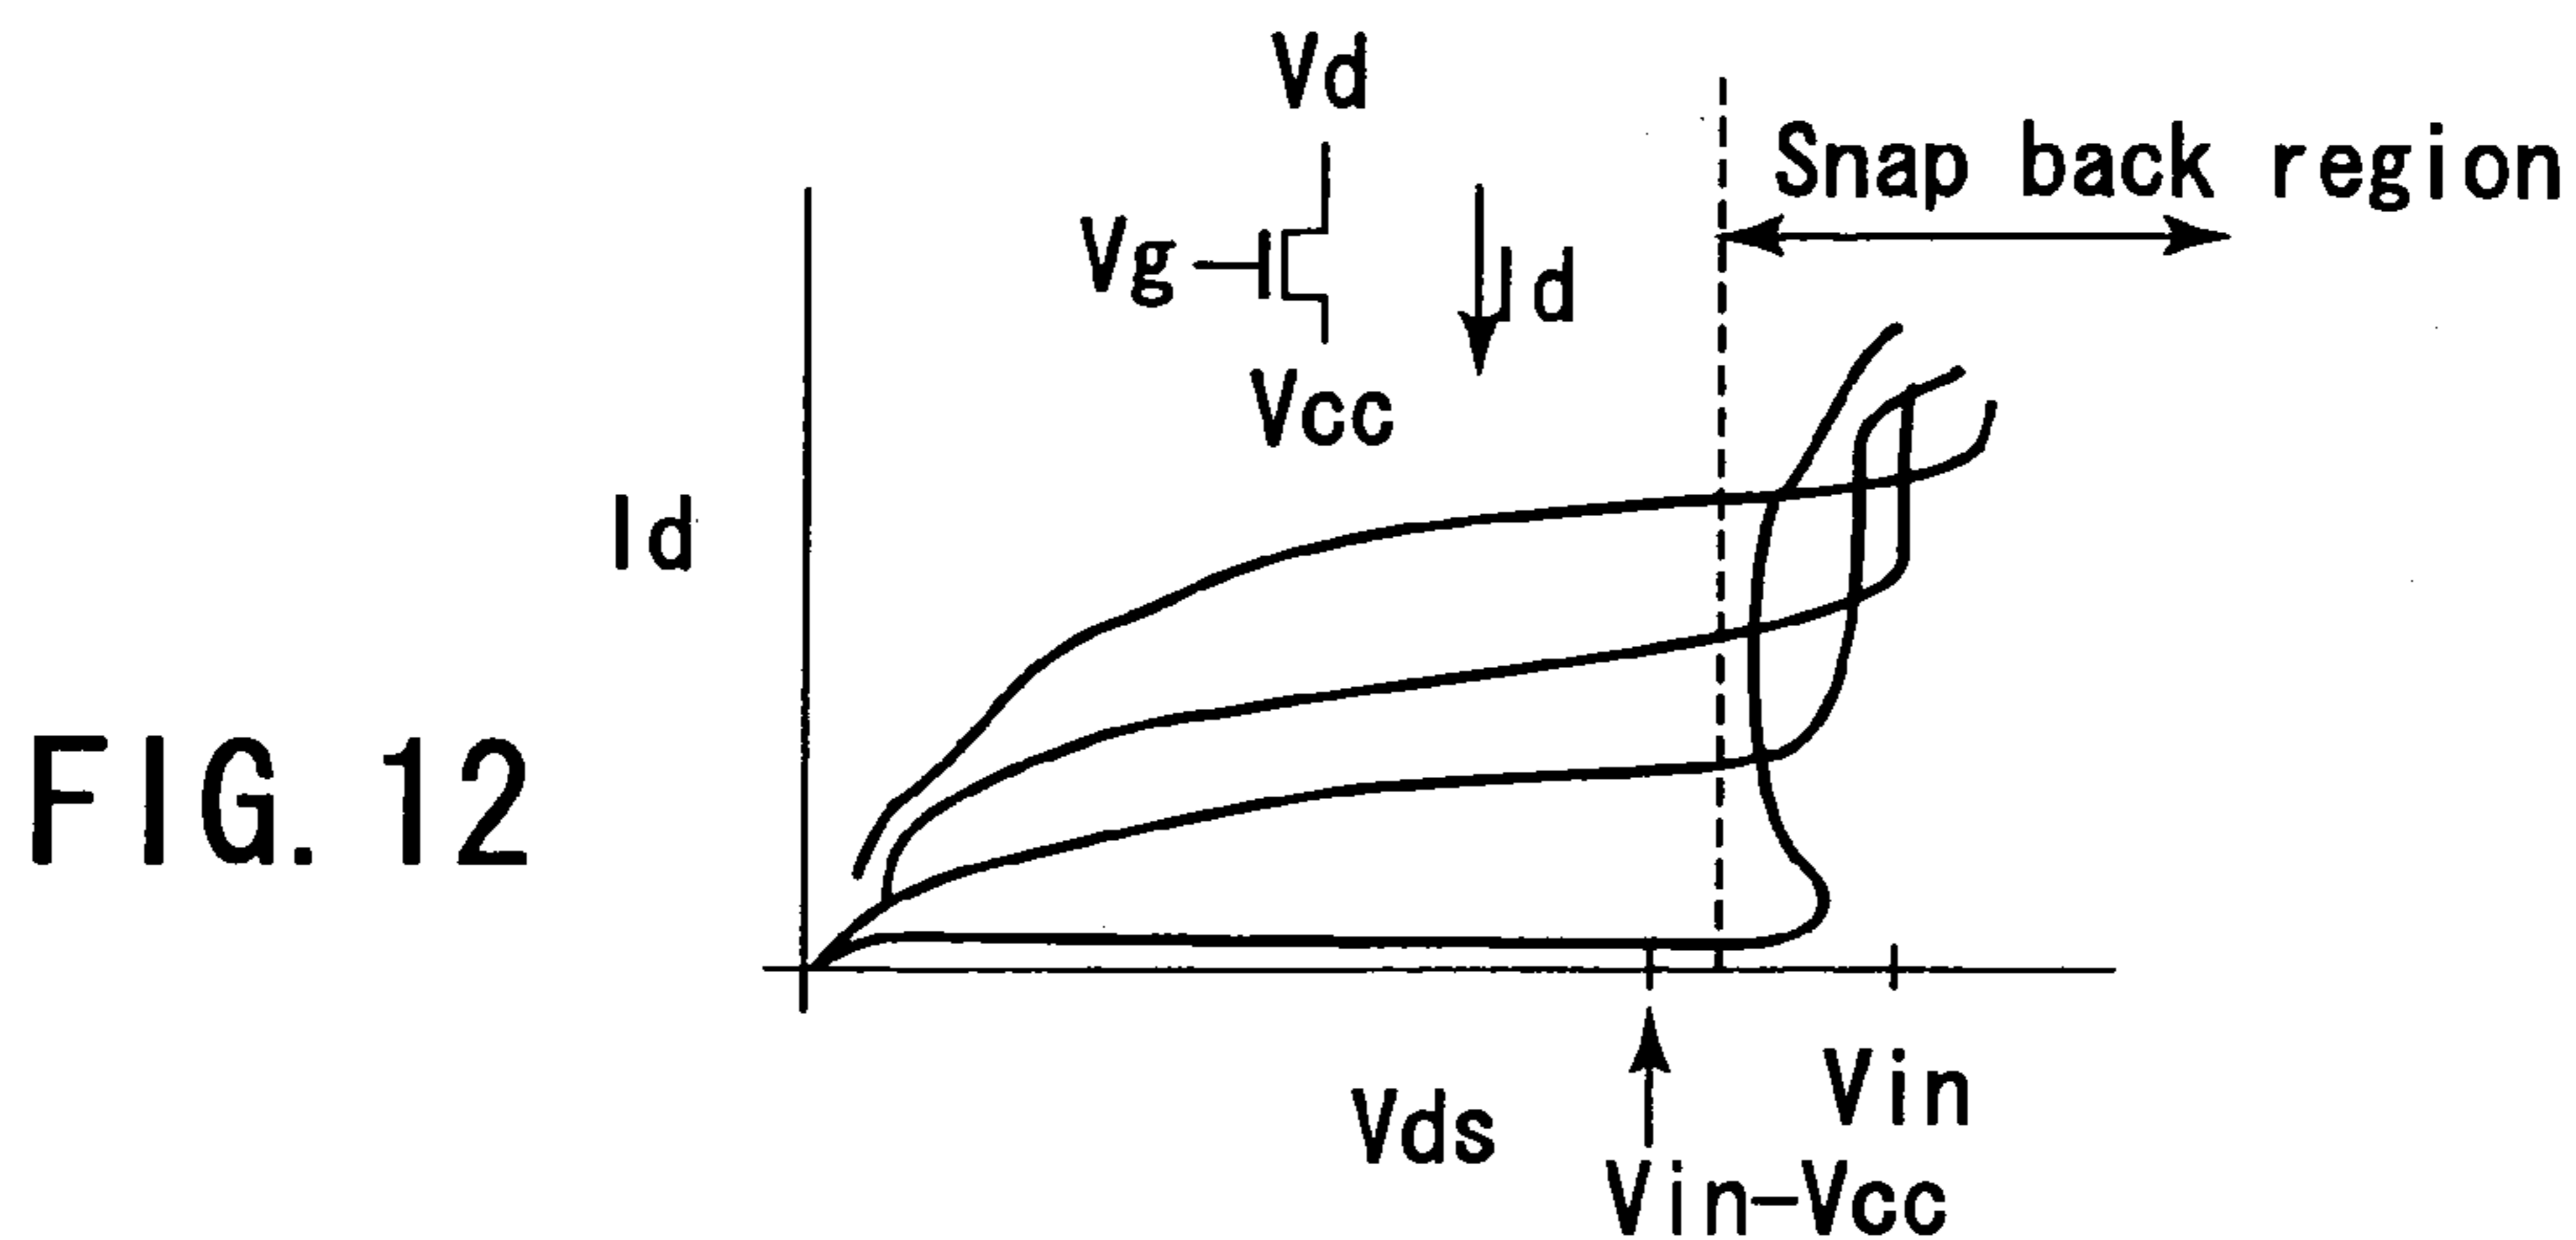 Vd
Snap back region
Vg
Id
Vcc
Id
FIG. 12
Vin
Vds
Vin-Vcc